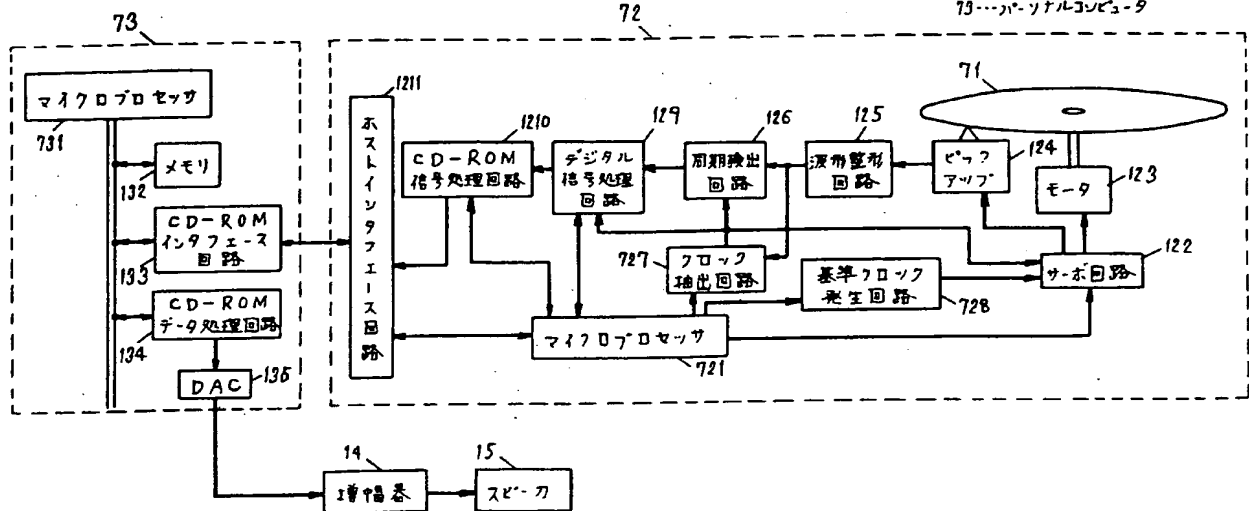 73…パーソナルコンピュータ
73
72
マイクロプロセッサ
731
メモリ
132
CD-ROM
インタフェース
回路
133
CD-ROM
データ処理回路
134
DAC
135
1211
ホストインタフェース回路
1210
CD-ROM
信号処理回路
129
デジタル
信号処理
回路
126
周期検出
回路
125
波形整形
回路
71
124
ピック
アップ
モータ
123
122
サーボ回路
727
クロック
抽出回路
基準クロック
発生回路
728
マイクロプロセッサ
721
14
増幅器
15
スピーカ